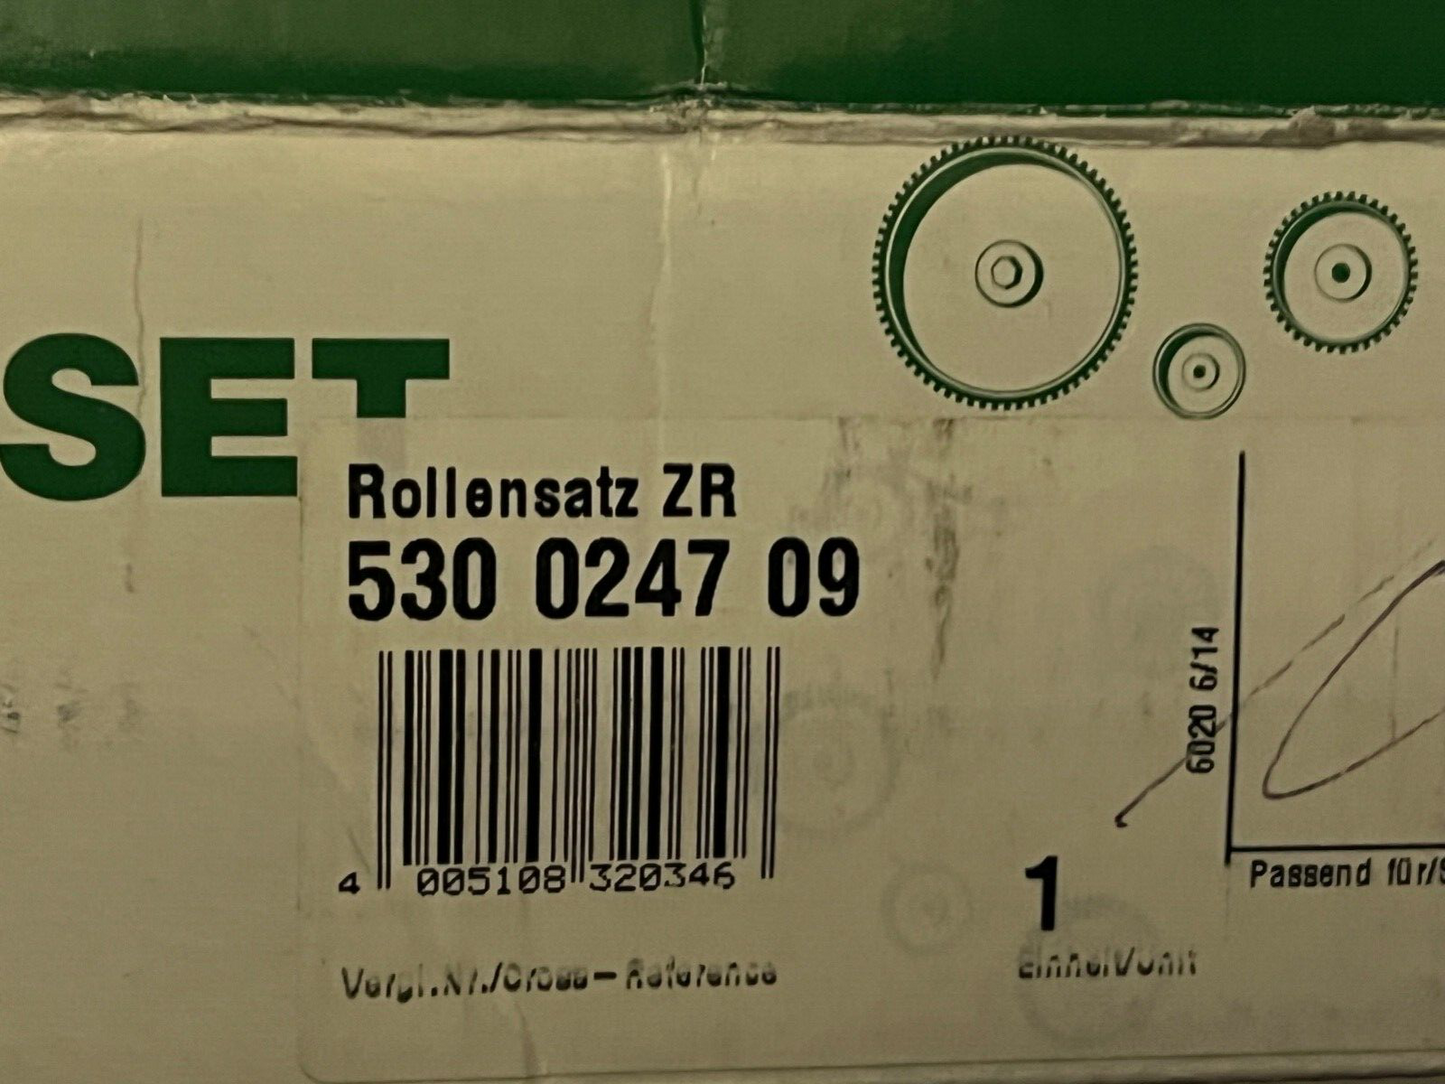 SET
Rollensatz ZR
530 0247 09
4 005108 320346
6020 6/14
1
Einheit/Unit
Passend für/S
Vergl.Nr./Cross-Reference